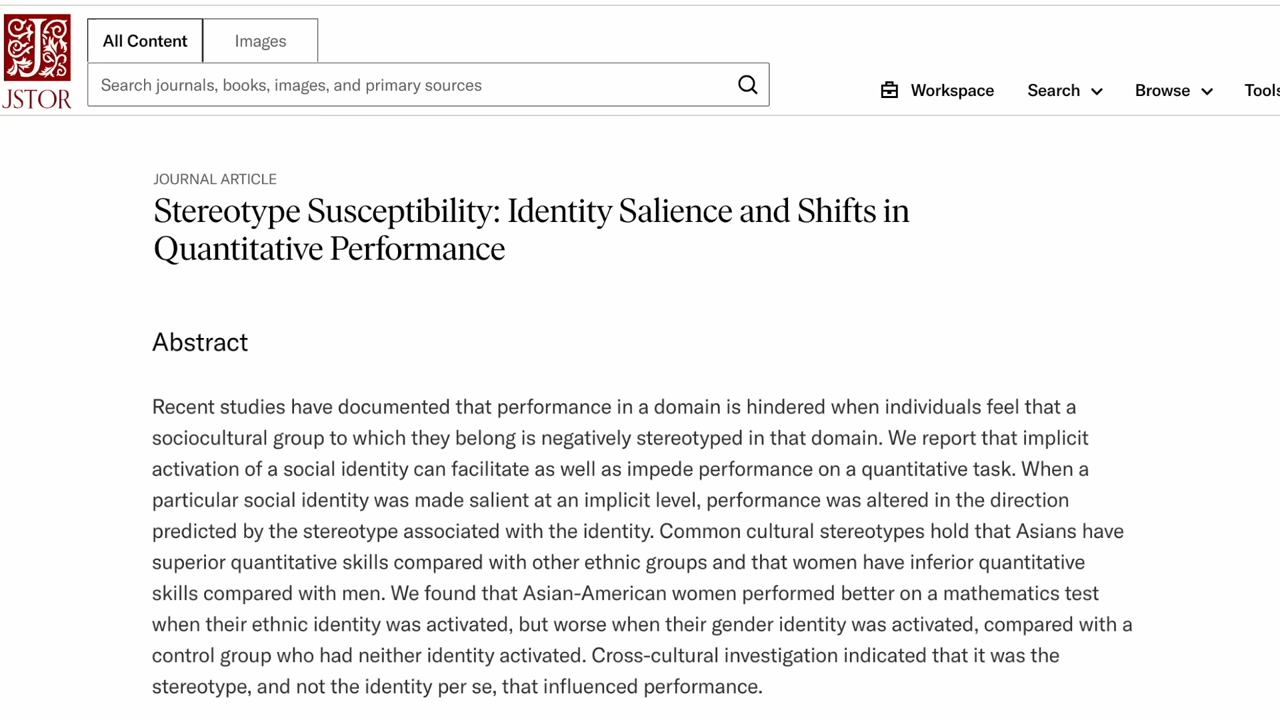 All Content
Images
Search journals, books, images, and primary sources
JSTOR
Workspace
Search
Browse
Tools
JOURNAL ARTICLE
Stereotype Susceptibility: Identity Salience and Shifts in
Quantitative Performance
Abstract
Recent studies have documented that performance in a domain is hindered when individuals feel that a
sociocultural group to which they belong is negatively stereotyped in that domain. We report that implicit
activation of a social identity can facilitate as well as impede performance on a quantitative task. When a
particular social identity was made salient at an implicit level, performance was altered in the direction
predicted by the stereotype associated with the identity. Common cultural stereotypes hold that Asians have
superior quantitative skills compared with other ethnic groups and that women have inferior quantitative
skills compared with men. We found that Asian-American women performed better on a mathematics test
when their ethnic identity was activated, but worse when their gender identity was activated, compared with a
control group who had neither identity activated. Cross-cultural investigation indicated that it was the
stereotype, and not the identity per se, that influenced performance.